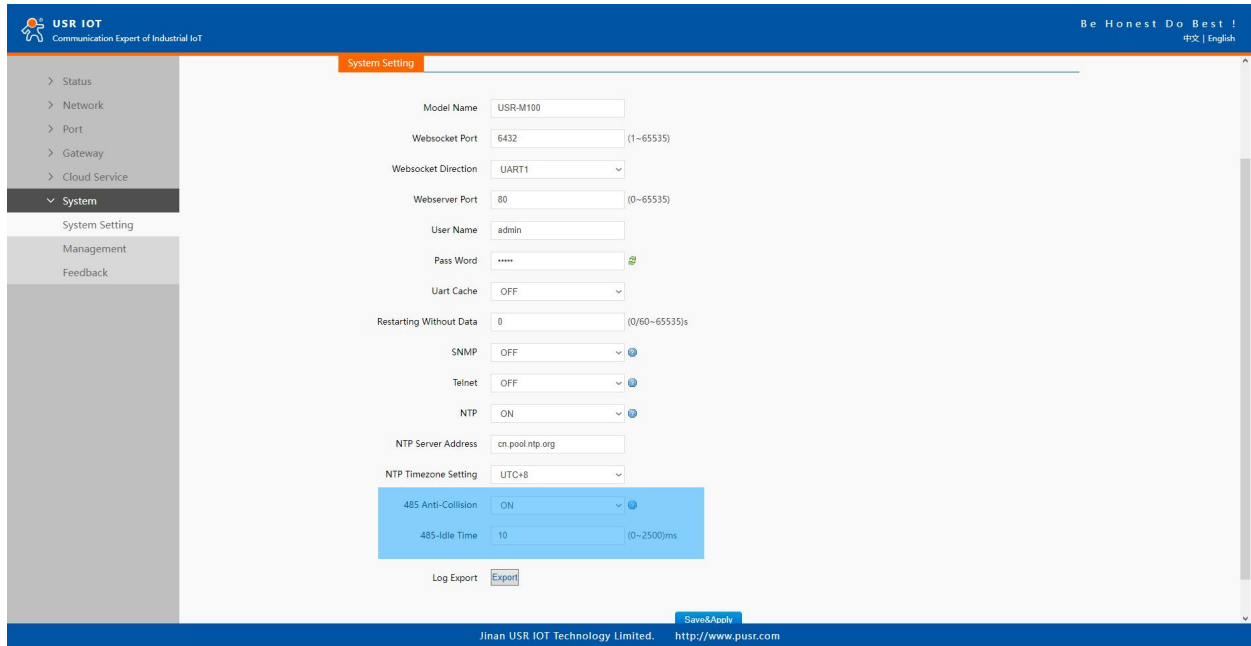 USR IOT
Communication Expert of Industrial IoT
Be Honest Do Best !
中文 | English
Status
Network
Port
Gateway
Cloud Service
System
System Setting
Management
Feedback
System Setting
Model Name USR-M100
Websocket Port 6432 (1~65535)
Websocket Direction UART1
Webserver Port 80 (0~65535)
User Name admin
Pass Word •••••
Uart Cache OFF
Restarting Without Data 0 (0/60~65535)s
SNMP OFF
Telnet OFF
NTP ON
NTP Server Address cn.pool.ntp.org
NTP Timezone Setting UTC+8
485 Anti-Collision ON
485-Idle Time 10 (0~2500)ms
Log Export Export
Save&Apply
Jinan USR IOT Technology Limited. http://www.pusr.com